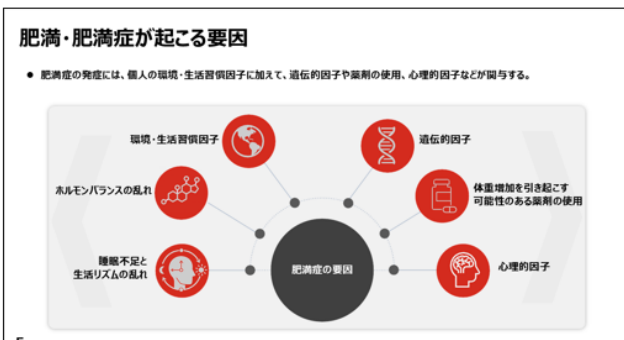 肥満・肥満症が起こる要因
● 肥満症の発症には、個人の環境・生活習慣因子に加えて、遺伝的因子や薬剤の使用、心理的因子などが関与する。
環境・生活習慣因子
遺伝的因子
ホルモンバランスの乱れ
体重増加を引き起こす
可能性のある薬剤の使用
睡眠不足と
生活リズムの乱れ
肥満症の要因
心理的因子